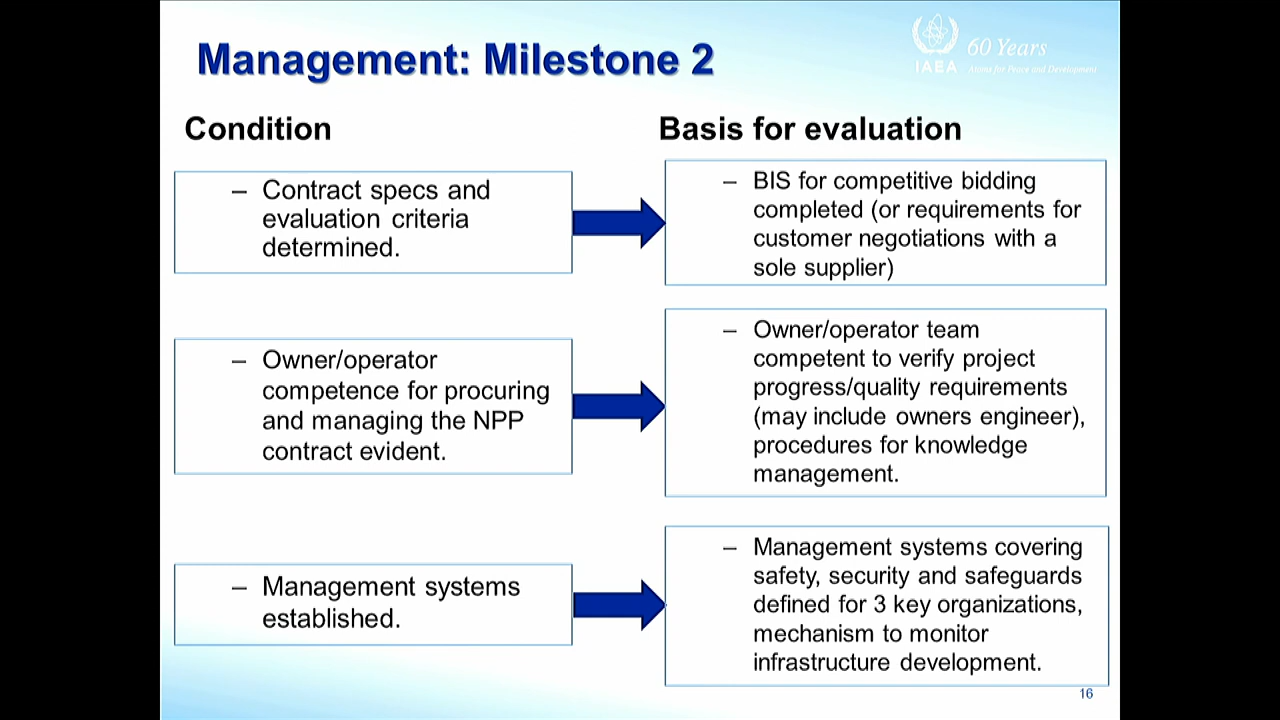 Management: Milestone 2
60 Years
IAEA
Atoms for Peace and Development
Condition
Basis for evaluation
– Contract specs and
evaluation criteria
determined.
– BIS for competitive bidding
completed (or requirements for
customer negotiations with a
sole supplier)
– Owner/operator
competence for procuring
and managing the NPP
contract evident.
– Owner/operator team
competent to verify project
progress/quality requirements
(may include owners engineer),
procedures for knowledge
management.
– Management systems
established.
– Management systems covering
safety, security and safeguards
defined for 3 key organizations,
mechanism to monitor
infrastructure development.
16